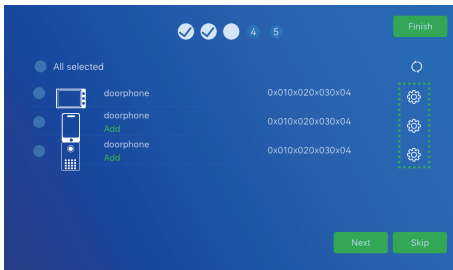 4 5 Finish
All selected
doorphone 0x010x020x030x04
doorphone 0x010x020x030x04
Add
doorphone 0x010x020x030x04
Add
Next Skip